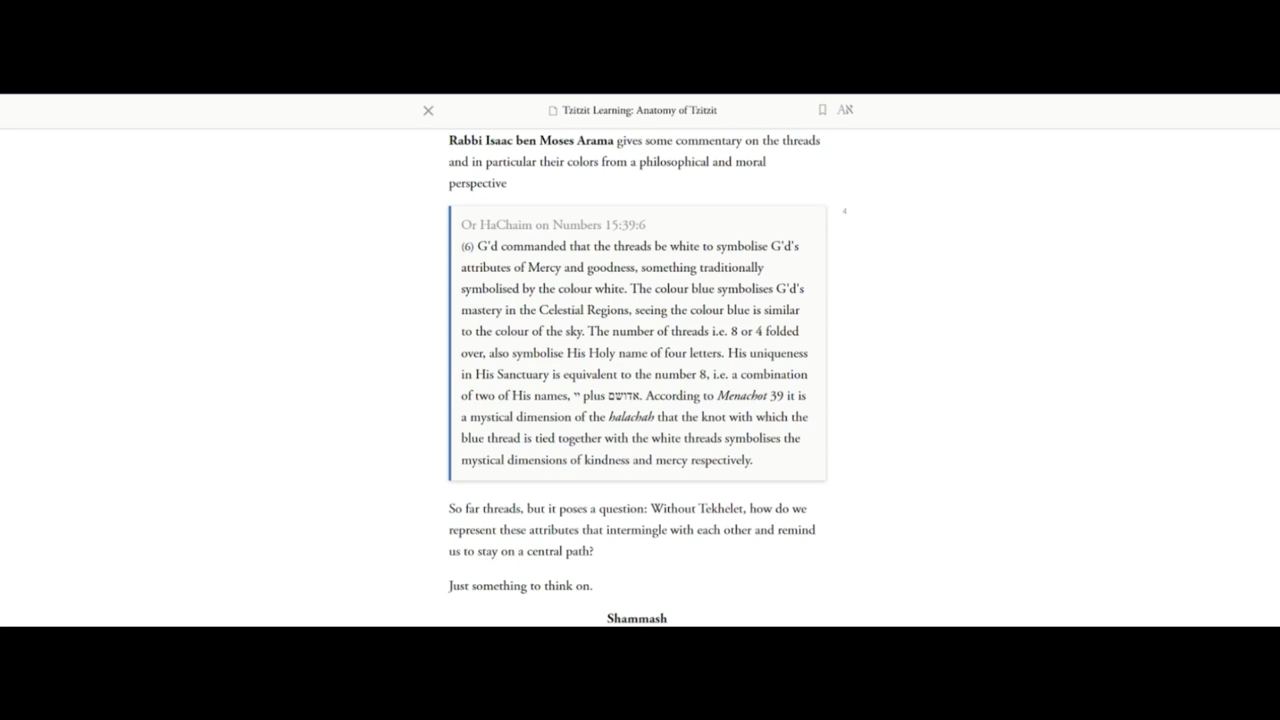 Tzitzit Learning: Anatomy of Tzitzit
Rabbi Isaac ben Moses Arama gives some commentary on the threads
and in particular their colors from a philosophical and moral
perspective
4
Or HaChaim on Numbers 15:39:6
(6) G'd commanded that the threads be white to symbolise G'd's
attributes of Mercy and goodness, something traditionally
symbolised by the colour white. The colour blue symbolises G'd's
mastery in the Celestial Regions, seeing the colour blue is similar
to the colour of the sky. The number of threads i.e. 8 or 4 folded
over, also symbolise His Holy name of four letters. His uniqueness
in His Sanctuary is equivalent to the number 8, i.e. a combination
of two of His names, יי plus אדושם. According to Menachot 39 it is
a mystical dimension of the halachah that the knot with which the
blue thread is tied together with the white threads symbolises the
mystical dimensions of kindness and mercy respectively.
So far threads, but it poses a question: Without Tekhelet, how do we
represent these attributes that intermingle with each other and remind
us to stay on a central path?
Just something to think on.
Shammash